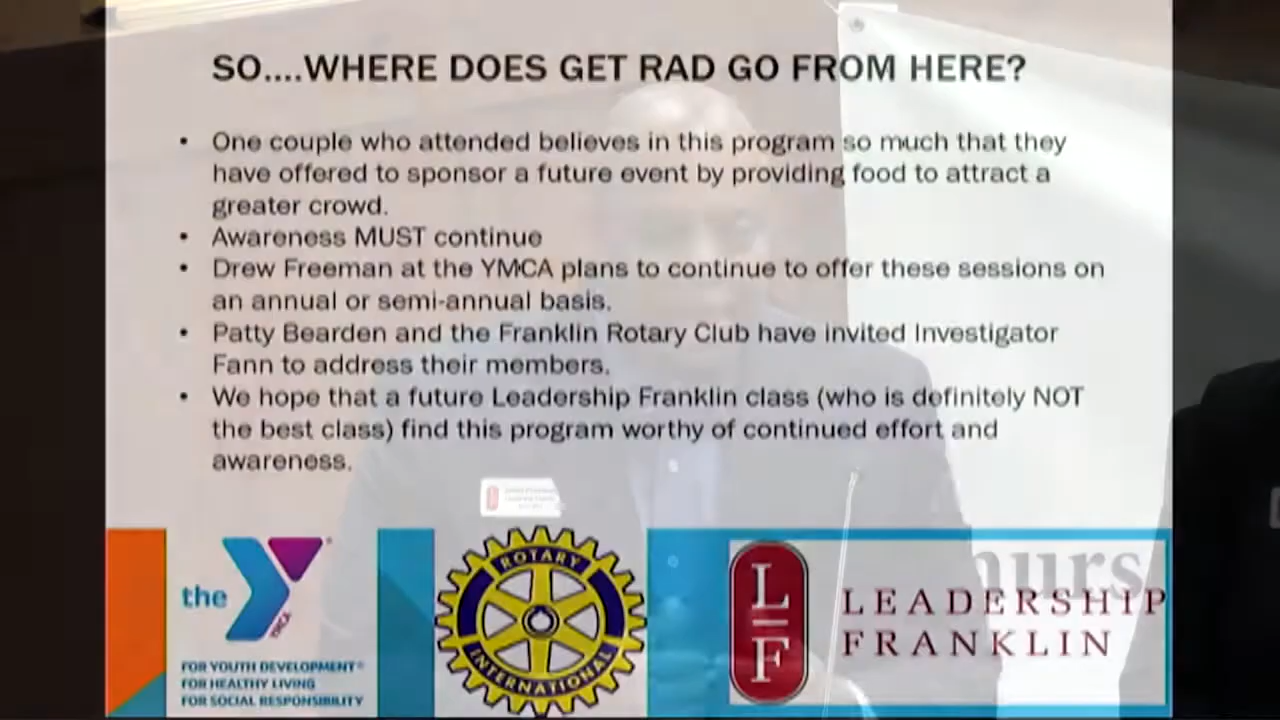 SO....WHERE DOES GET RAD GO FROM HERE?
• One couple who attended believes in this program so much that they
have offered to sponsor a future event by providing food to attract a
greater crowd.
• Awareness MUST continue
• Drew Freeman at the YMCA plans to continue to offer these sessions on
an annual or semi-annual basis.
• Patty Bearden and the Franklin Rotary Club have invited Investigator
Fann to address their members.
• We hope that a future Leadership Franklin class (who is definitely NOT
the best class) find this program worthy of continued effort and
awareness.
the Y
YMCA
FOR YOUTH DEVELOPMENT®
FOR HEALTHY LIVING
FOR SOCIAL RESPONSIBILITY
ROTARY
INTERNATIONAL
L
F
LEADERSHIP
FRANKLIN